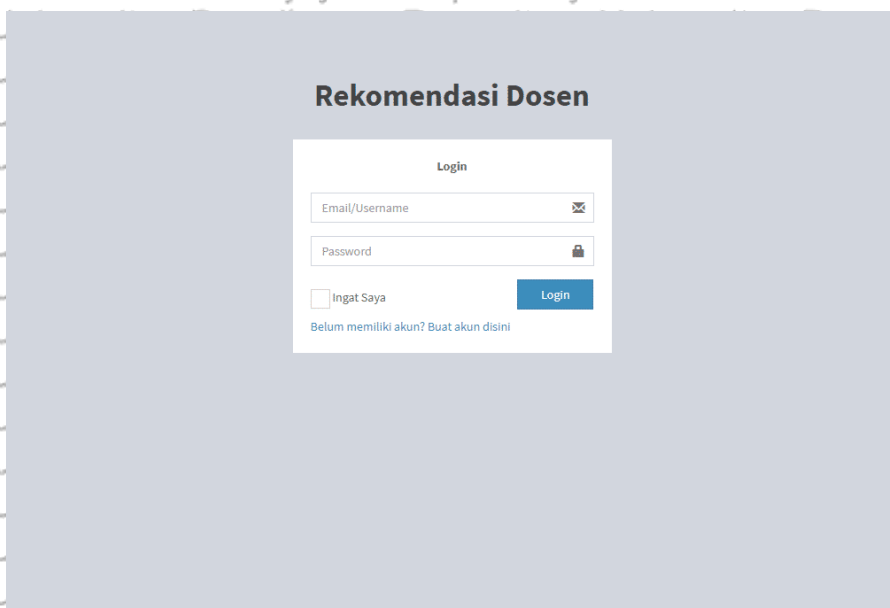 Rekomendasi Dosen
Login
Email/Username
Password
Ingat Saya
Login
Belum memiliki akun? Buat akun disini